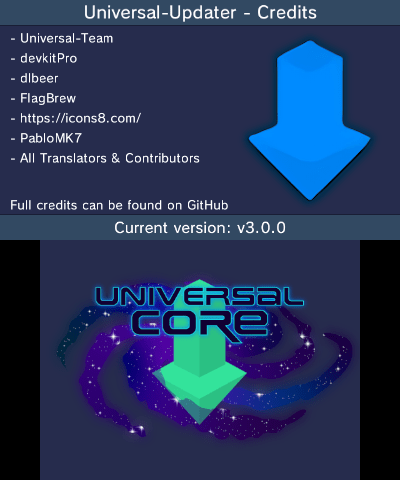 Universal-Updater - Credits
- Universal-Team
- devkitPro
- dlbeer
- FlagBrew
- https://icons8.com/
- PabloMK7
- All Translators & Contributors
Full credits can be found on GitHub
Current version: v3.0.0
UNIVERSAL
CORE